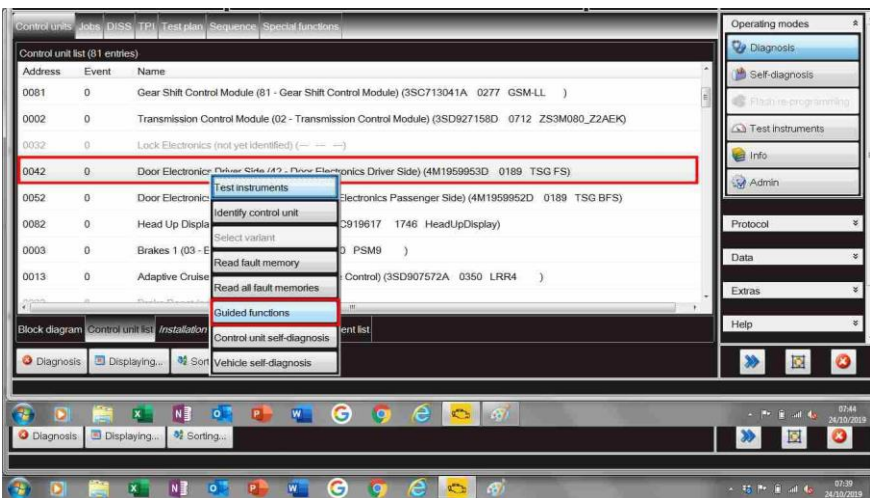 Control units Jobs DISS TPI Test plan Sequence Special functions
Control unit list (81 entries)
Address Event Name
0081 0 Gear Shift Control Module (81 - Gear Shift Control Module) (3SC713041A 0277 GSM-LL )
0002 0 Transmission Control Module (02 - Transmission Control Module) (3SD927158D 0712 ZS3M080_Z2AEK)
0032 0 Lock Electronics (not yet identified) (--- --- ---)
0042 0 Door Electronics Driver Side (42 - Door Electronics Driver Side) (4M1959953D 0189 TSG FS)
0052 0 Door Electronics Electronics Passenger Side) (4M1959952D 0189 TSG BFS)
0082 0 Head Up Displa C919617 1746 HeadUpDisplay)
0003 0 Brakes 1 (03 - E 0 PSM9 )
0013 0 Adaptive Cruise Control) (3SD907572A 0350 LRR4 )
Test instruments
Identify control unit
Select variant
Read fault memory
Read all fault memories
Guided functions
Control unit self-diagnosis
Vehicle self-diagnosis
Block diagram Control unit list Installation ent list
Diagnosis Displaying... Sort
Operating modes
Diagnosis
Self-diagnosis
Flash re-programming
Test instruments
Info
Admin
Protocol
Data
Extras
Help
07:44
24/10/2019
Diagnosis Displaying... Sorting...
07:39
24/10/2019